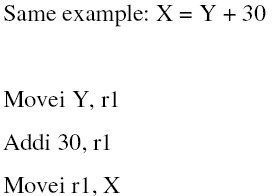 Same example: X = Y + 30
Movei Y, r1
Addi 30, r1
Movei r1, X